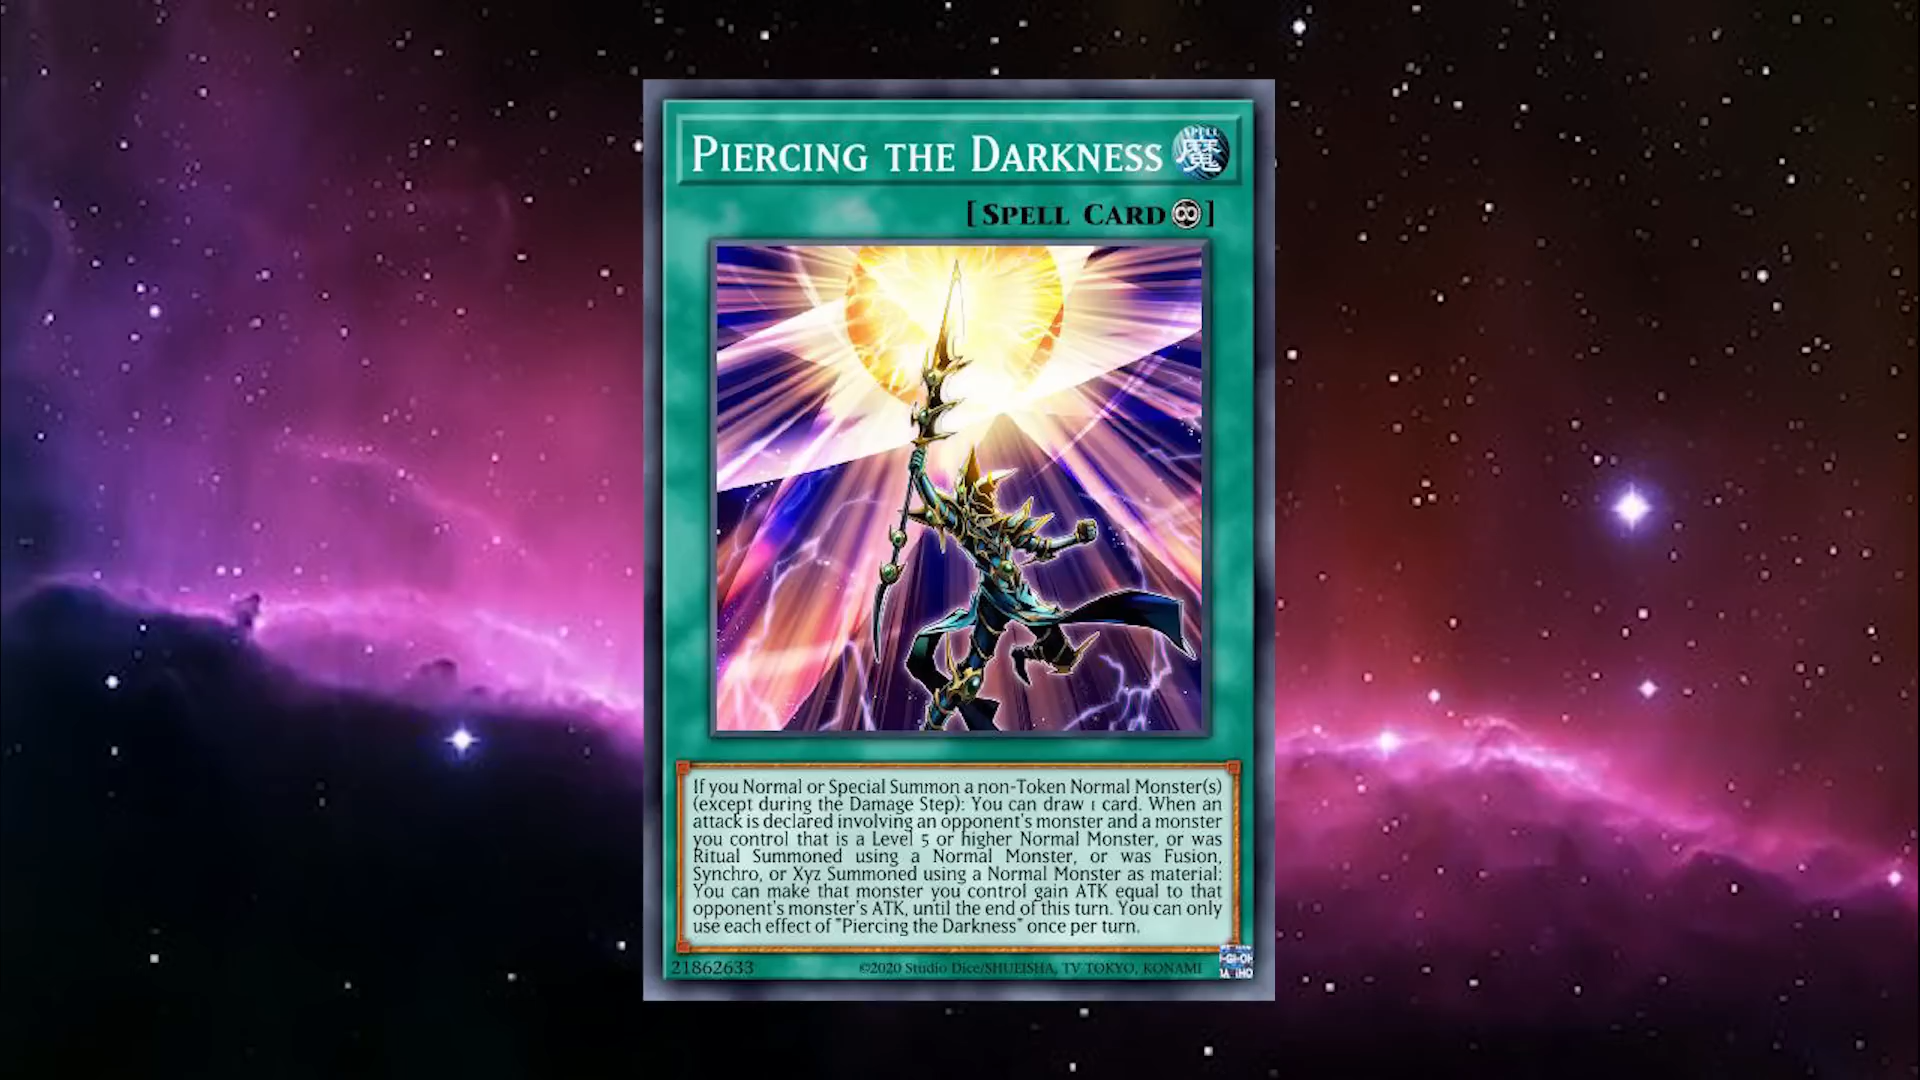 PIERCING THE DARKNESS
SPELL
魔
[SPELL CARD]
If you Normal or Special Summon a non-Token Normal Monster(s)
(except during the Damage Step): You can draw 1 card. When an
attack is declared involving an opponent's monster and a monster
you control that is a Level 5 or higher Normal Monster, or was
Ritual Summoned using a Normal Monster, or was Fusion,
Synchro, or Xyz Summoned using a Normal Monster as material:
You can make that monster you control gain ATK equal to that
opponent's monster's ATK, until the end of this turn. You can only
use each effect of "Piercing the Darkness" once per turn.
21862633
©2020 Studio Dice/SHUEISHA, TV TOKYO, KONAMI